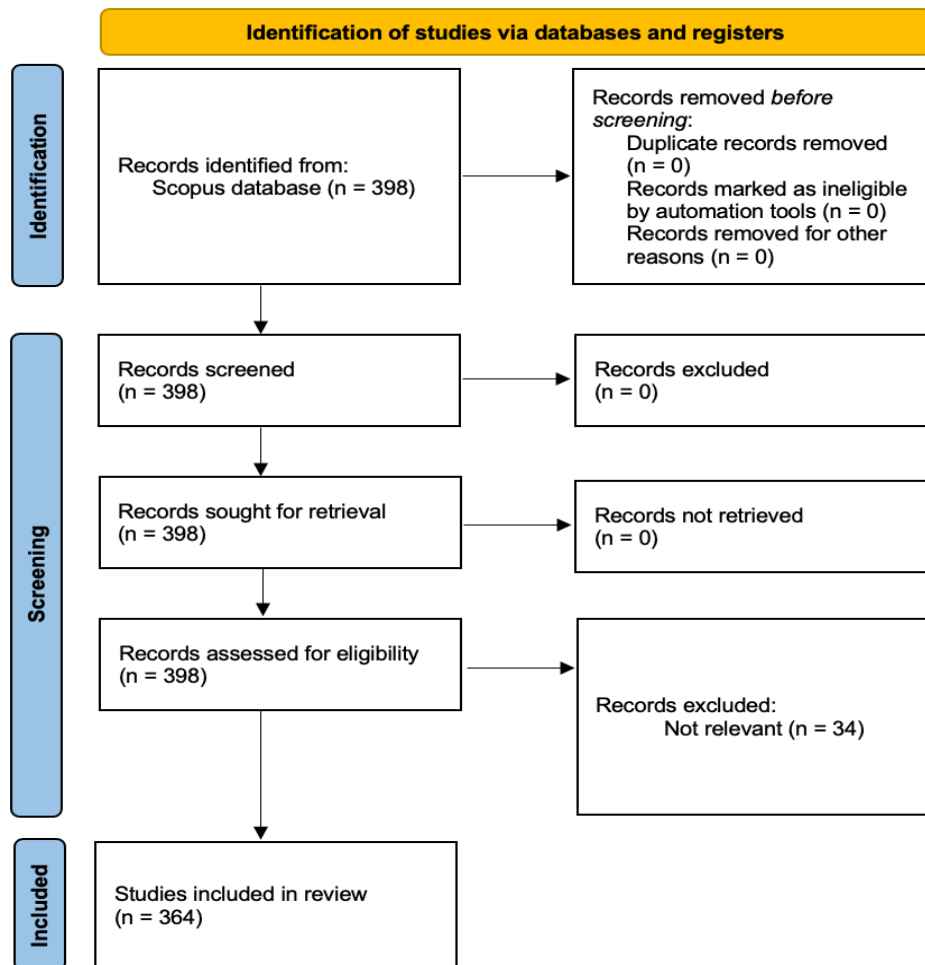 Identification of studies via databases and registers
Identification
Records identified from:
Scopus database (n = 398)
Records removed before
screening:
Duplicate records removed
(n = 0)
Records marked as ineligible
by automation tools (n = 0)
Records removed for other
reasons (n = 0)
Screening
Records screened
(n = 398)
Records excluded
(n = 0)
Records sought for retrieval
(n = 398)
Records not retrieved
(n = 0)
Records assessed for eligibility
(n = 398)
Records excluded:
Not relevant (n = 34)
Included
Studies included in review
(n = 364)